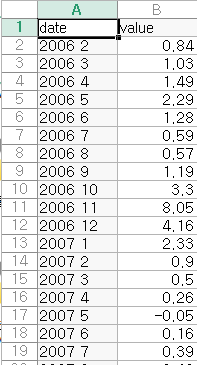 A B
1 date value
2 2006 2 0.84
3 2006 3 1.03
4 2006 4 1.49
5 2006 5 2.29
6 2006 6 1.28
7 2006 7 0.59
8 2006 8 0.57
9 2006 9 1.19
10 2006 10 3.3
11 2006 11 8.05
12 2006 12 4.16
13 2007 1 2.33
14 2007 2 0.9
15 2007 3 0.5
16 2007 4 0.26
17 2007 5 -0.05
18 2007 6 0.16
19 2007 7 0.39